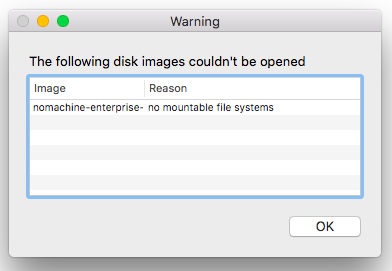 Warning
The following disk images couldn't be opened
Image Reason
nomachine-enterprise- no mountable file systems
OK